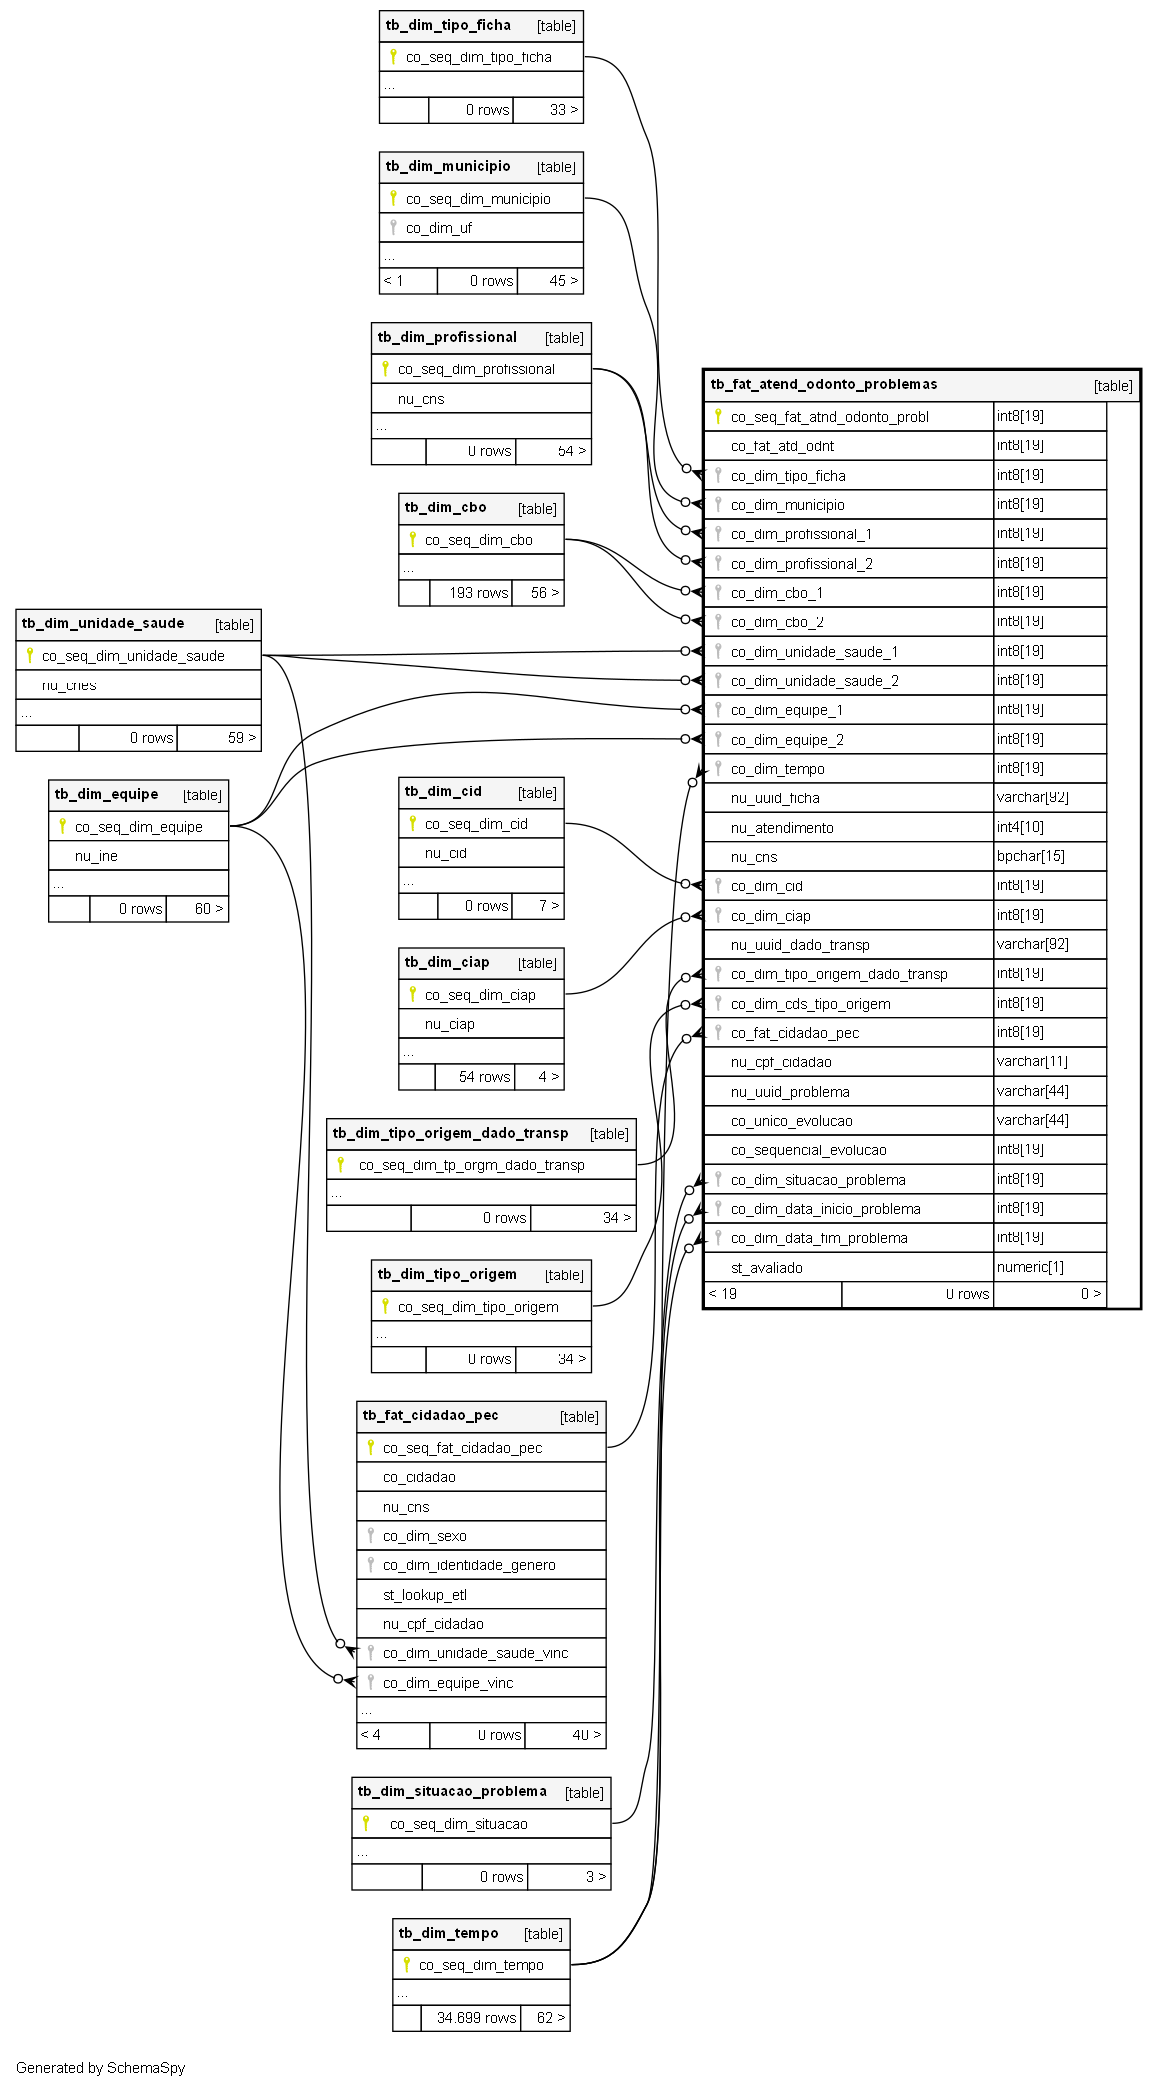 tb_dim_tipo_ficha [table]
co_seq_dim_tipo_ficha
...
0 rows 33 >
tb_dim_municipio [table]
co_seq_dim_municipio
co_dim_uf
...
< 1 0 rows 45 >
tb_dim_profissional [table]
co_seq_dim_profissional
nu_cns
...
0 rows 54 >
tb_dim_cbo [table]
co_seq_dim_cbo
...
193 rows 56 >
tb_dim_unidade_saude [table]
co_seq_dim_unidade_saude
nu_cnes
...
0 rows 59 >
tb_dim_equipe [table]
co_seq_dim_equipe
nu_ine
...
0 rows 60 >
tb_dim_cid [table]
co_seq_dim_cid
nu_cid
...
0 rows 7 >
tb_dim_ciap [table]
co_seq_dim_ciap
nu_ciap
...
54 rows 4 >
tb_dim_tipo_origem_dado_transp [table]
co_seq_dim_tp_orgm_dado_transp
...
0 rows 34 >
tb_dim_tipo_origem [table]
co_seq_dim_tipo_origem
...
0 rows 34 >
tb_fat_cidadao_pec [table]
co_seq_fat_cidadao_pec
co_cidadao
nu_cns
co_dim_sexo
co_dim_identidade_genero
st_lookup_etl
nu_cpf_cidadao
co_dim_unidade_saude_vinc
co_dim_equipe_vinc
...
< 4 0 rows 40 >
tb_dim_situacao_problema [table]
co_seq_dim_situacao
...
0 rows 3 >
tb_dim_tempo [table]
co_seq_dim_tempo
...
34.699 rows 62 >
tb_fat_atend_odonto_problemas [table]
co_seq_fat_atnd_odonto_probl int8[19]
co_fat_atd_odnt int8[19]
co_dim_tipo_ficha int8[19]
co_dim_municipio int8[19]
co_dim_profissional_1 int8[19]
co_dim_profissional_2 int8[19]
co_dim_cbo_1 int8[19]
co_dim_cbo_2 int8[19]
co_dim_unidade_saude_1 int8[19]
co_dim_unidade_saude_2 int8[19]
co_dim_equipe_1 int8[19]
co_dim_equipe_2 int8[19]
co_dim_tempo int8[19]
nu_uuid_ficha varchar[92]
nu_atendimento int4[10]
nu_cns bpchar[15]
co_dim_cid int8[19]
co_dim_ciap int8[19]
nu_uuid_dado_transp varchar[92]
co_dim_tipo_origem_dado_transp int8[19]
co_dim_cds_tipo_origem int8[19]
co_fat_cidadao_pec int8[19]
nu_cpf_cidadao varchar[11]
nu_uuid_problema varchar[44]
co_unico_evolucao varchar[44]
co_sequencial_evolucao int8[19]
co_dim_situacao_problema int8[19]
co_dim_data_inicio_problema int8[19]
co_dim_data_fim_problema int8[19]
st_avaliado numeric[1]
< 19 0 rows 0 >
Generated by SchemaSpy